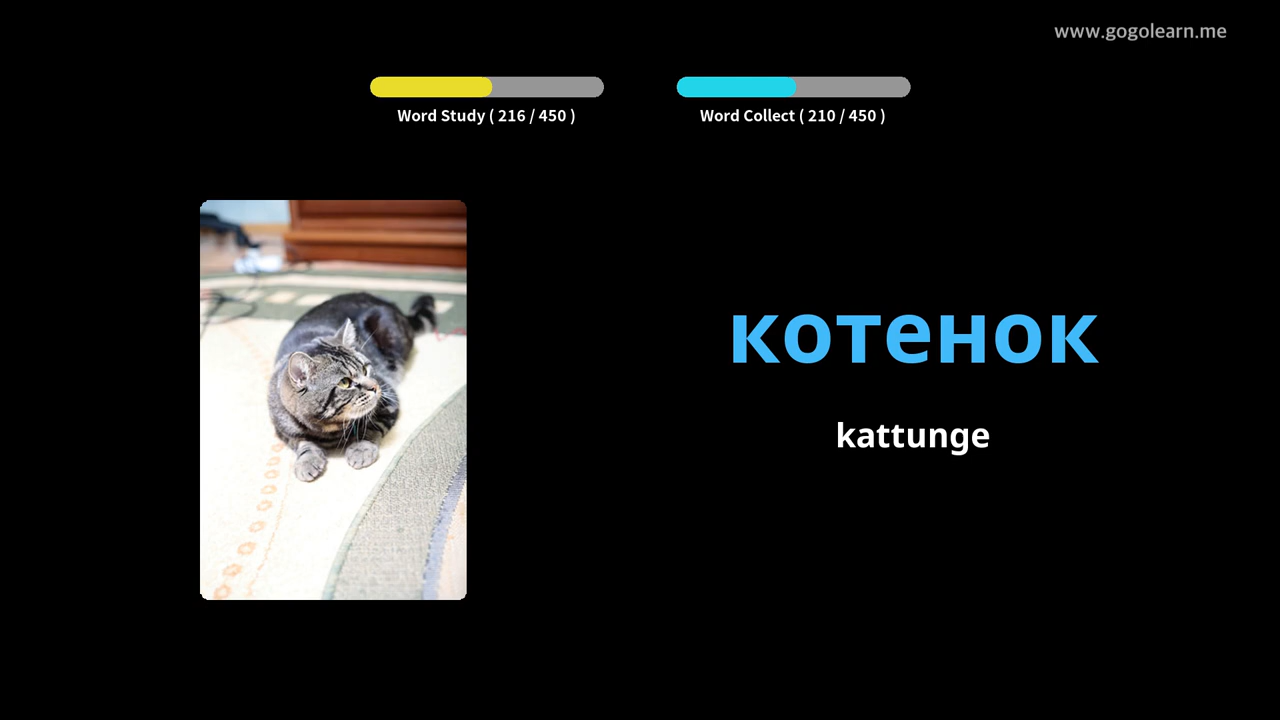 www.gogolearn.me
Word Study ( 216 / 450 )
Word Collect ( 210 / 450 )
котенок
kattunge